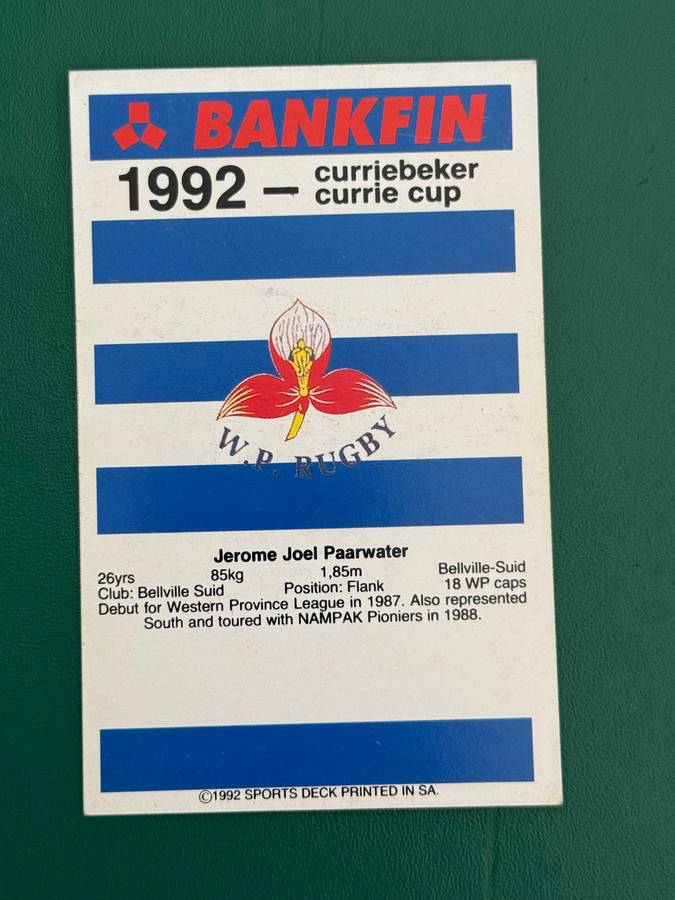 BANKFIN
1992 – curriebeker
currie cup
W.P. RUGBY
Jerome Joel Paarwater
26yrs 85kg 1,85m Bellville-Suid
Club: Bellville Suid Position: Flank 18 WP caps
Debut for Western Province League in 1987. Also represented
South and toured with NAMPAK Pioniers in 1988.
©1992 SPORTS DECK PRINTED IN SA.